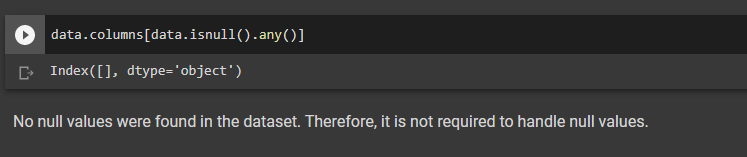 data.columns[data.isnull().any()]
Index([], dtype='object')
No null values were found in the dataset. Therefore, it is not required to handle null values.